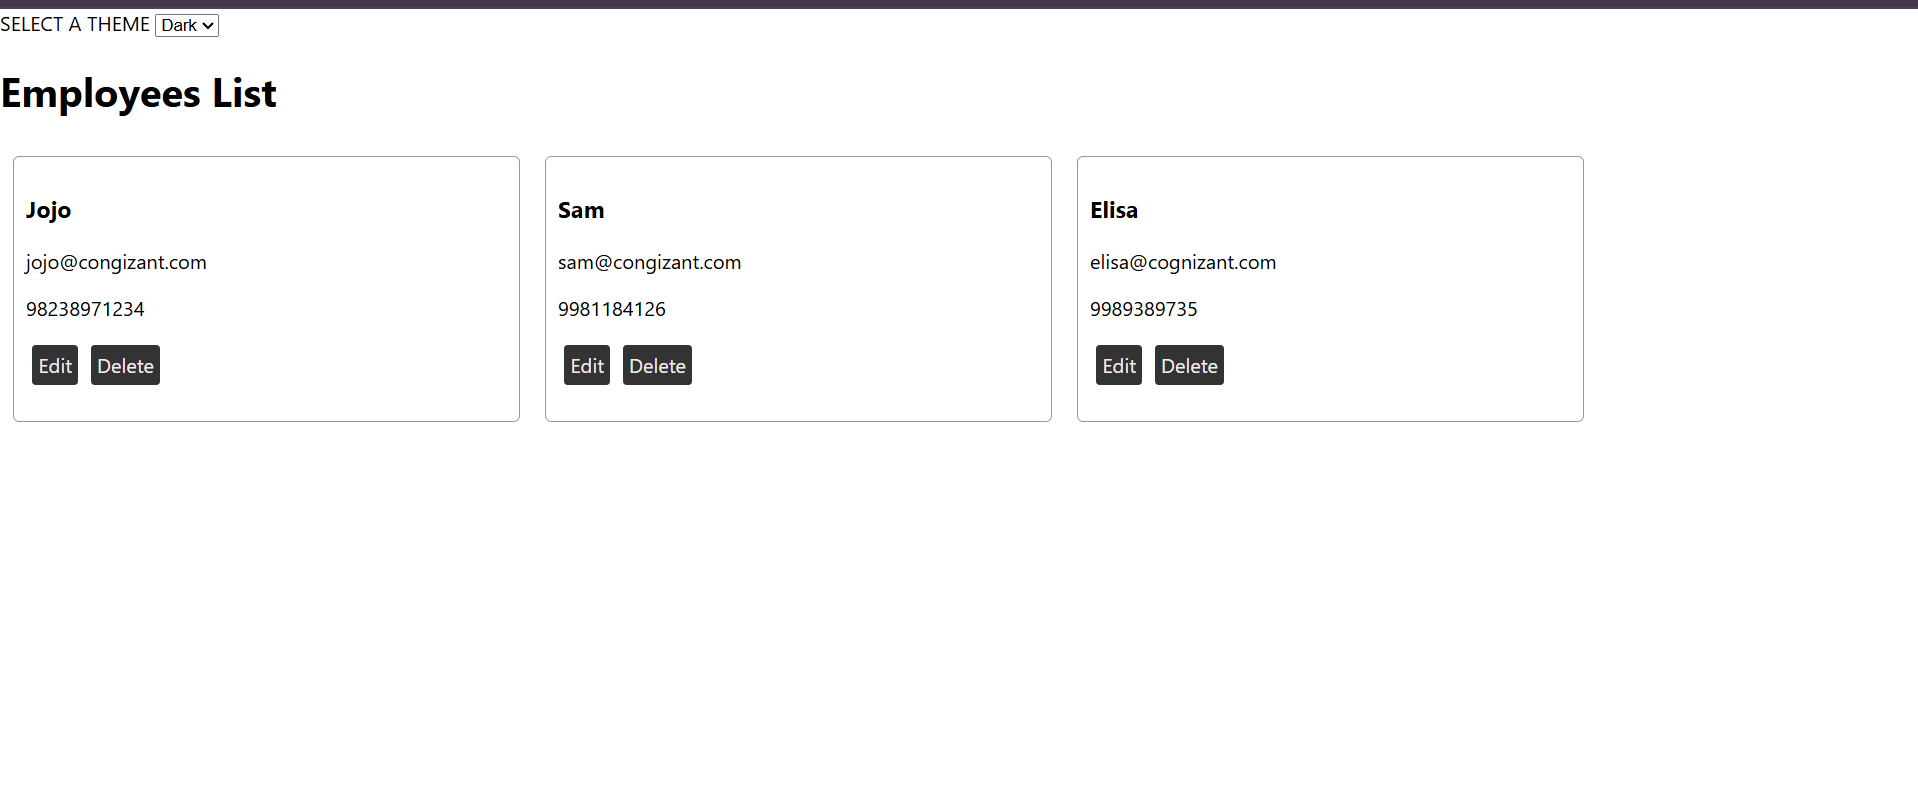 SELECT A THEME Dark
Employees List
Jojo
jojo@congizant.com
98238971234
Edit Delete
Sam
sam@congizant.com
9981184126
Edit Delete
Elisa
elisa@cognizant.com
9989389735
Edit Delete